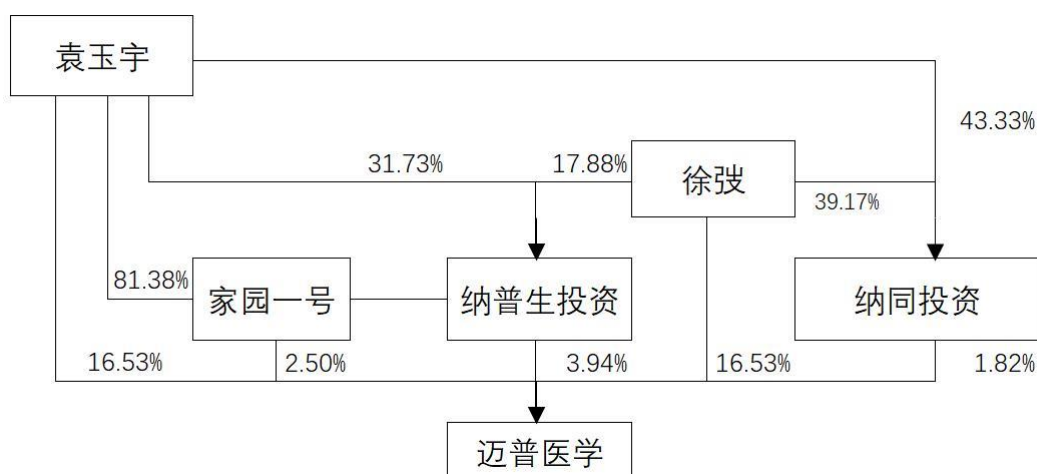 袁玉宇
43.33%
31.73%
17.88%
徐弢
39.17%
81.38%
家园一号
纳普生投资
纳同投资
16.53%
2.50%
3.94%
16.53%
1.82%
迈普医学